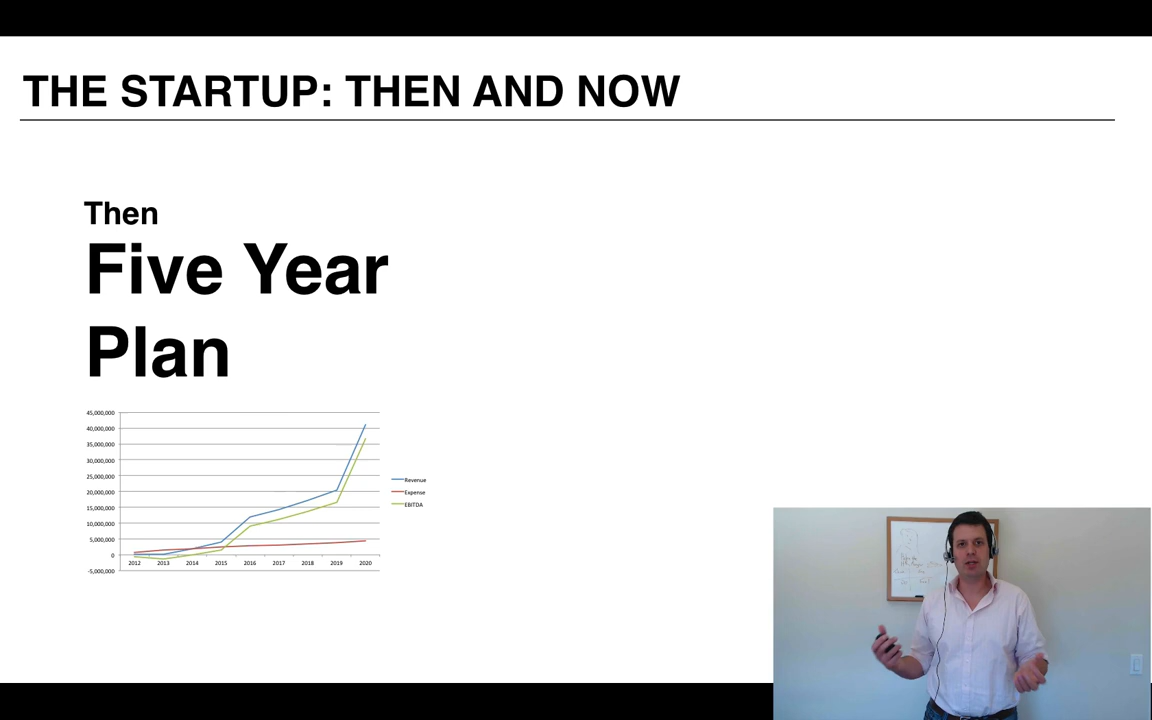 THE STARTUP: THEN AND NOW
Then
Five Year
Plan
45,000,000
40,000,000
35,000,000
30,000,000
25,000,000
20,000,000
15,000,000
10,000,000
5,000,000
0
-5,000,000
2012 2013 2014 2015 2016 2017 2018 2019 2020
Revenue
Expense
EBITDA